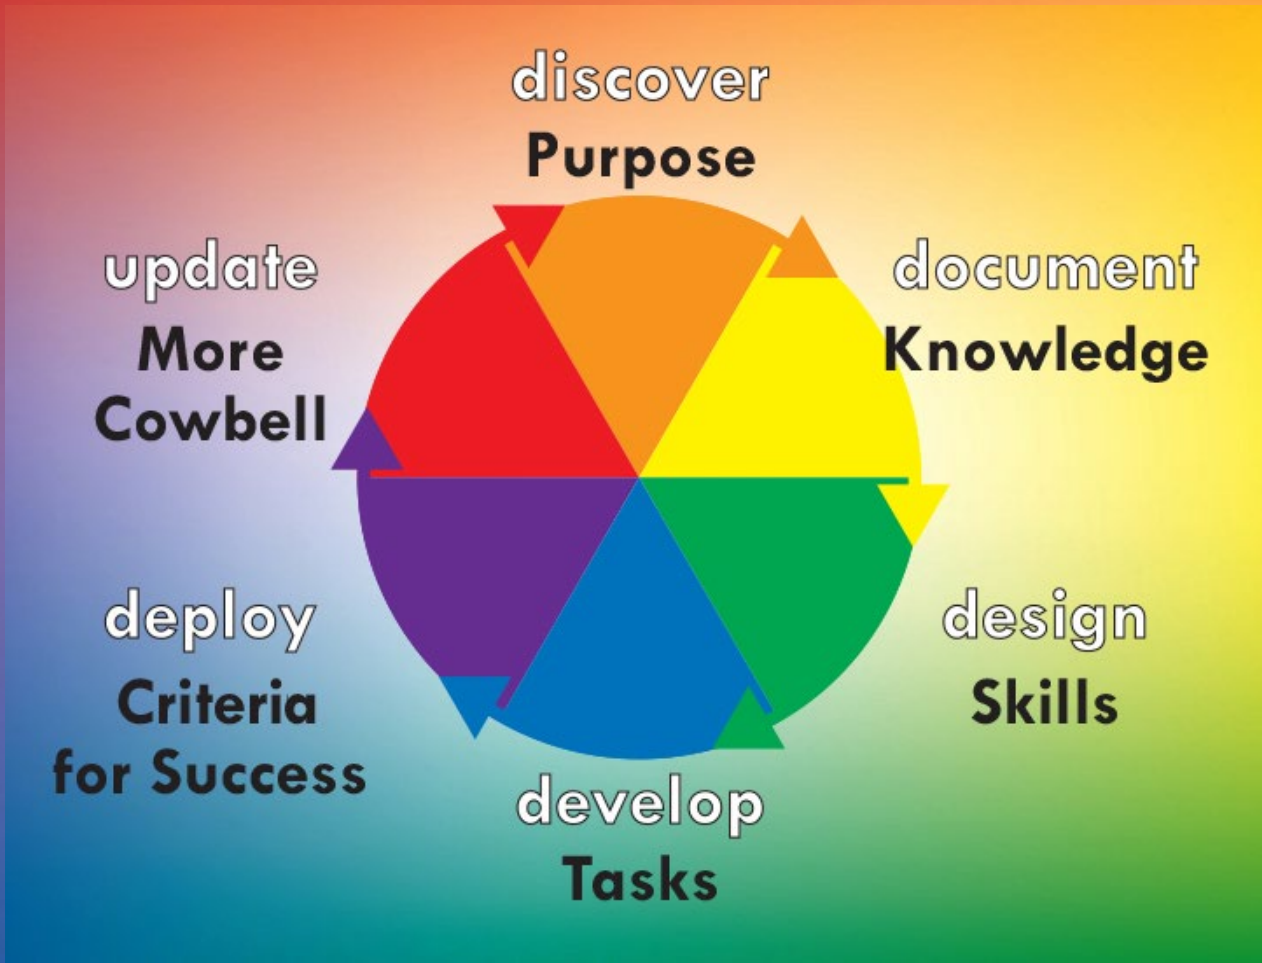 discover
Purpose
document
Knowledge
design
Skills
develop
Tasks
deploy
Criteria
for Success
update
More
Cowbell